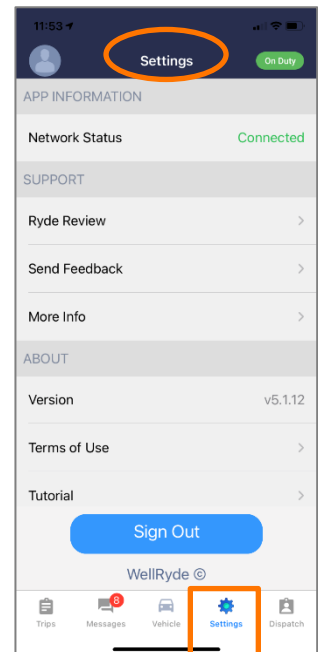 11:53
Settings
On Duty
APP INFORMATION
Network Status Connected
SUPPORT
Ryde Review
Send Feedback
More Info
ABOUT
Version v5.1.12
Terms of Use
Tutorial
Sign Out
WellRyde ©
8
Trips Messages Vehicle Settings Dispatch